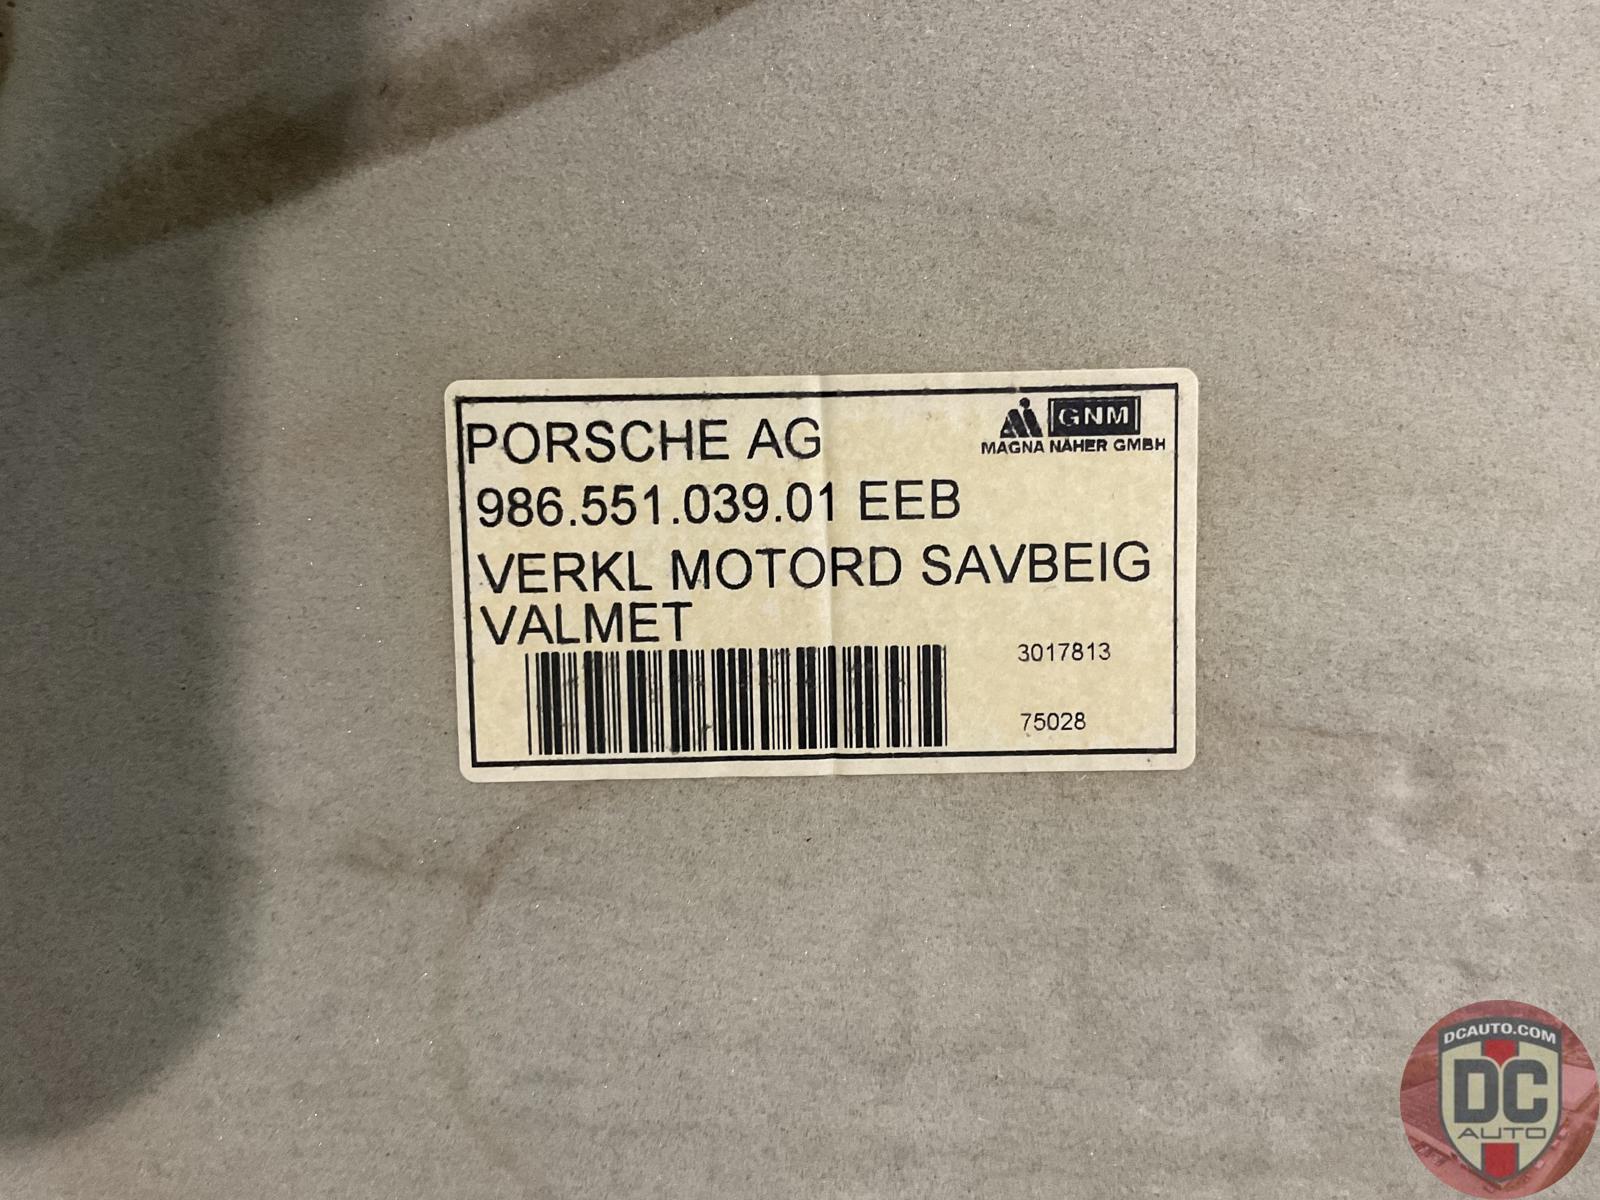 PORSCHE AG
GNM
MAGNA NÄHER GMBH
986.551.039.01 EEB
VERKL MOTORD SAVBEIG
VALMET
3017813
75028
DCAUTO.COM
DC
AUTO